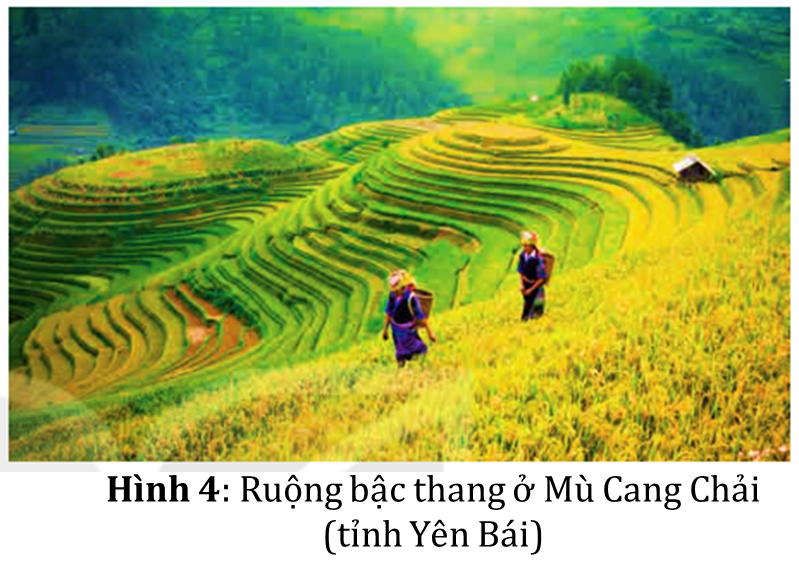 Hình 4: Ruộng bậc thang ở Mù Cang Chải
(tỉnh Yên Bái)